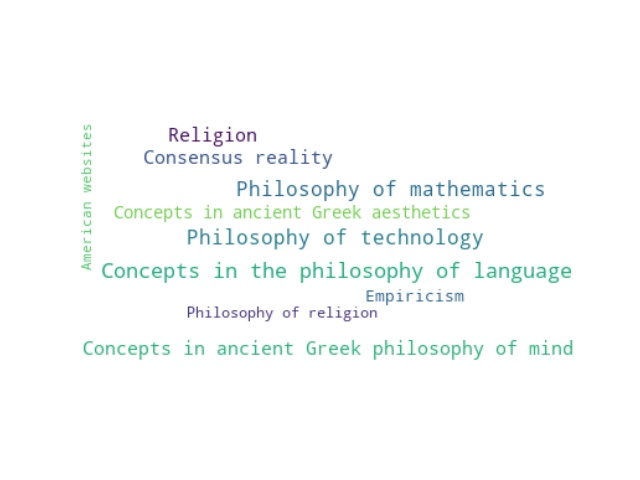 American websites
Religion
Consensus reality
Philosophy of mathematics
Concepts in ancient Greek aesthetics
Philosophy of technology
Concepts in the philosophy of language
Empiricism
Philosophy of religion
Concepts in ancient Greek philosophy of mind